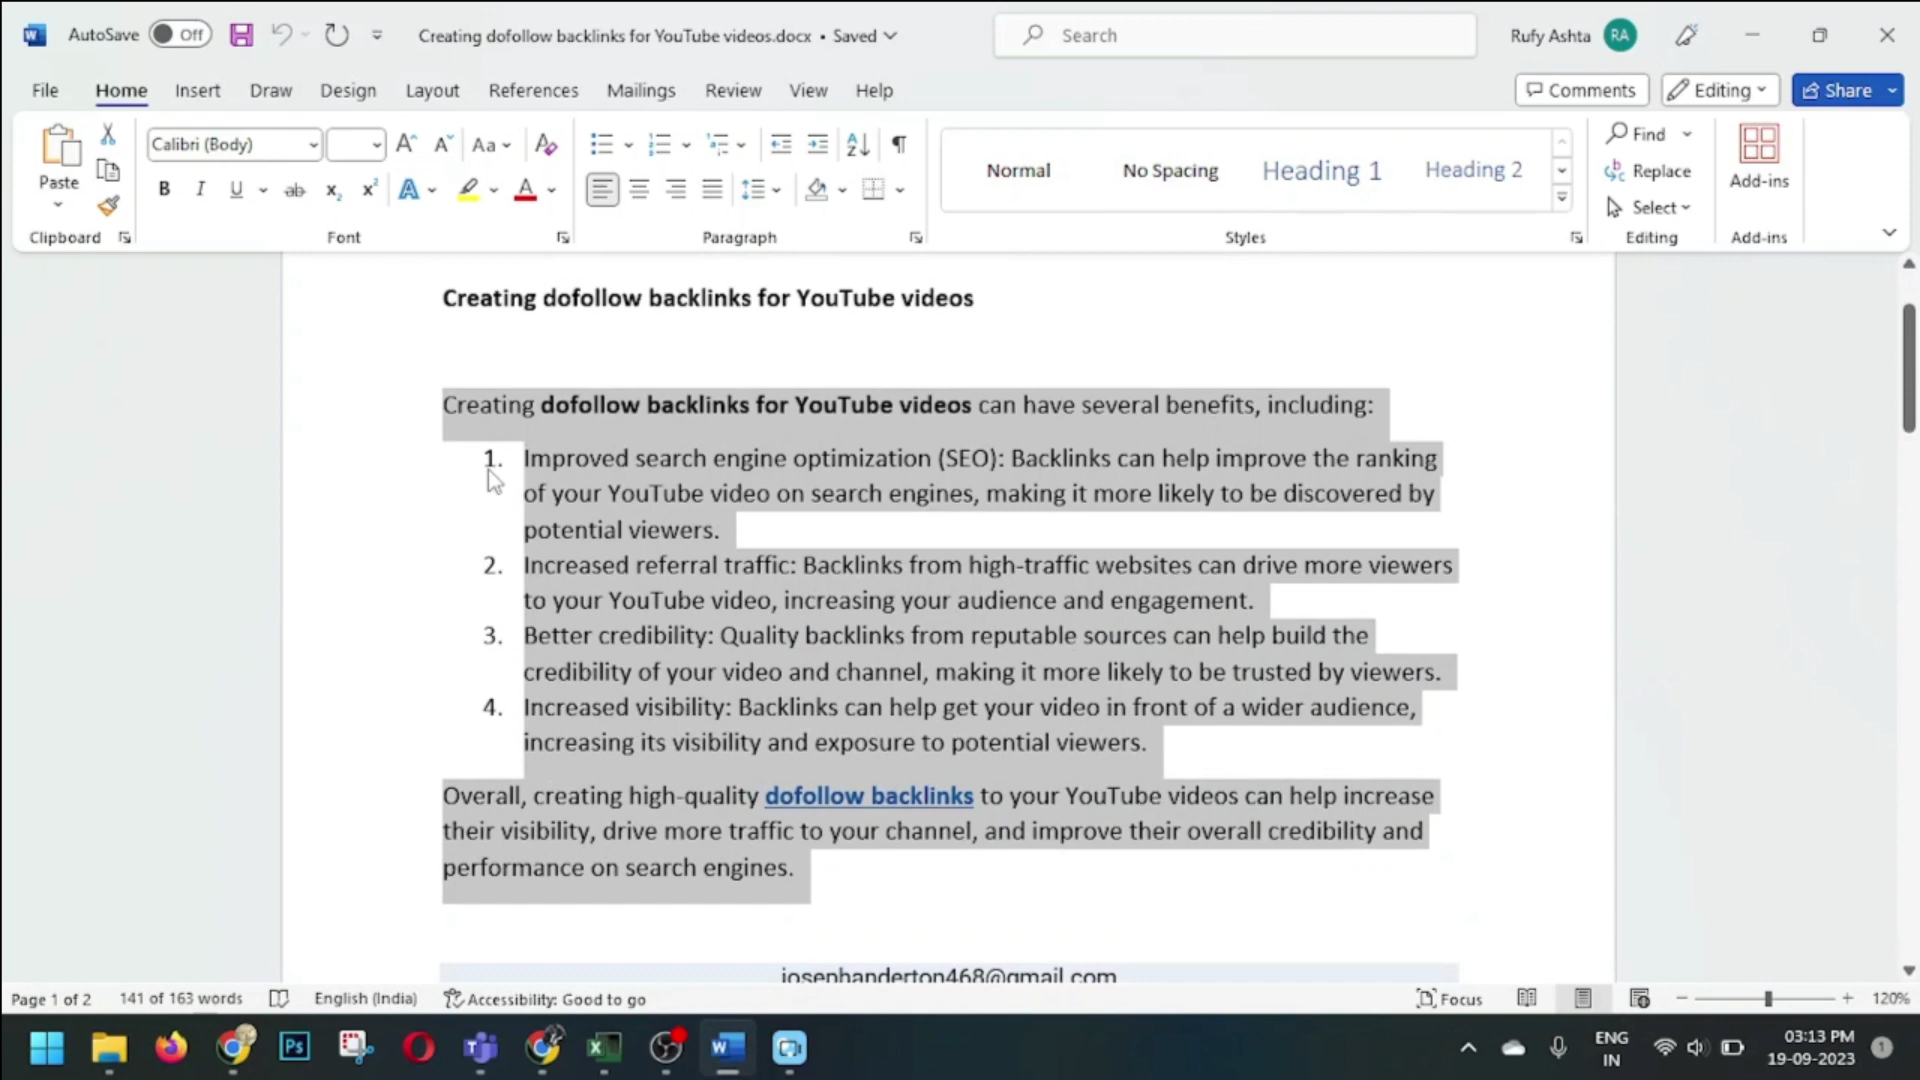 AutoSave Off Creating dofollow backlinks for YouTube videos.docx • Saved Search Rufy Ashta RA
File Home Insert Draw Design Layout References Mailings Review View Help Comments Editing Share
Calibri (Body) Aa Normal No Spacing Heading 1 Heading 2 Find
Paste Replace Add-ins
B I U ab x₂ x² A A Select
Clipboard Font Paragraph Styles Editing Add-ins
Creating dofollow backlinks for YouTube videos
Creating dofollow backlinks for YouTube videos can have several benefits, including:
1. Improved search engine optimization (SEO): Backlinks can help improve the ranking
of your YouTube video on search engines, making it more likely to be discovered by
potential viewers.
2. Increased referral traffic: Backlinks from high-traffic websites can drive more viewers
to your YouTube video, increasing your audience and engagement.
3. Better credibility: Quality backlinks from reputable sources can help build the
credibility of your video and channel, making it more likely to be trusted by viewers.
4. Increased visibility: Backlinks can help get your video in front of a wider audience,
increasing its visibility and exposure to potential viewers.
Overall, creating high-quality dofollow backlinks to your YouTube videos can help increase
their visibility, drive more traffic to your channel, and improve their overall credibility and
performance on search engines.
josephanderton468@gmail.com
Page 1 of 2 141 of 163 words English (India) Accessibility: Good to go Focus 120%
Ps ENG 03:13 PM
IN 19-09-2023 1